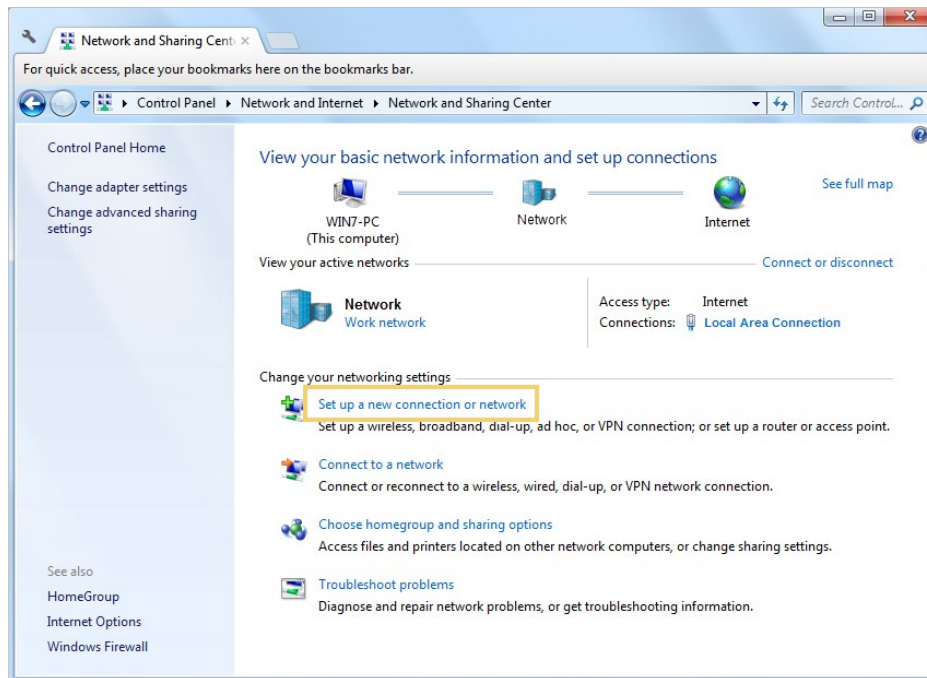 Network and Sharing Cent
For quick access, place your bookmarks here on the bookmarks bar.
Control Panel Network and Internet Network and Sharing Center Search Control...
Control Panel Home
Change adapter settings
Change advanced sharing
settings
See also
HomeGroup
Internet Options
Windows Firewall
View your basic network information and set up connections
See full map
WIN7-PC
(This computer)
Network
Internet
View your active networks
Connect or disconnect
Network
Work network
Access type: Internet
Connections: Local Area Connection
Change your networking settings
Set up a new connection or network
Set up a wireless, broadband, dial-up, ad hoc, or VPN connection; or set up a router or access point.
Connect to a network
Connect or reconnect to a wireless, wired, dial-up, or VPN network connection.
Choose homegroup and sharing options
Access files and printers located on other network computers, or change sharing settings.
Troubleshoot problems
Diagnose and repair network problems, or get troubleshooting information.